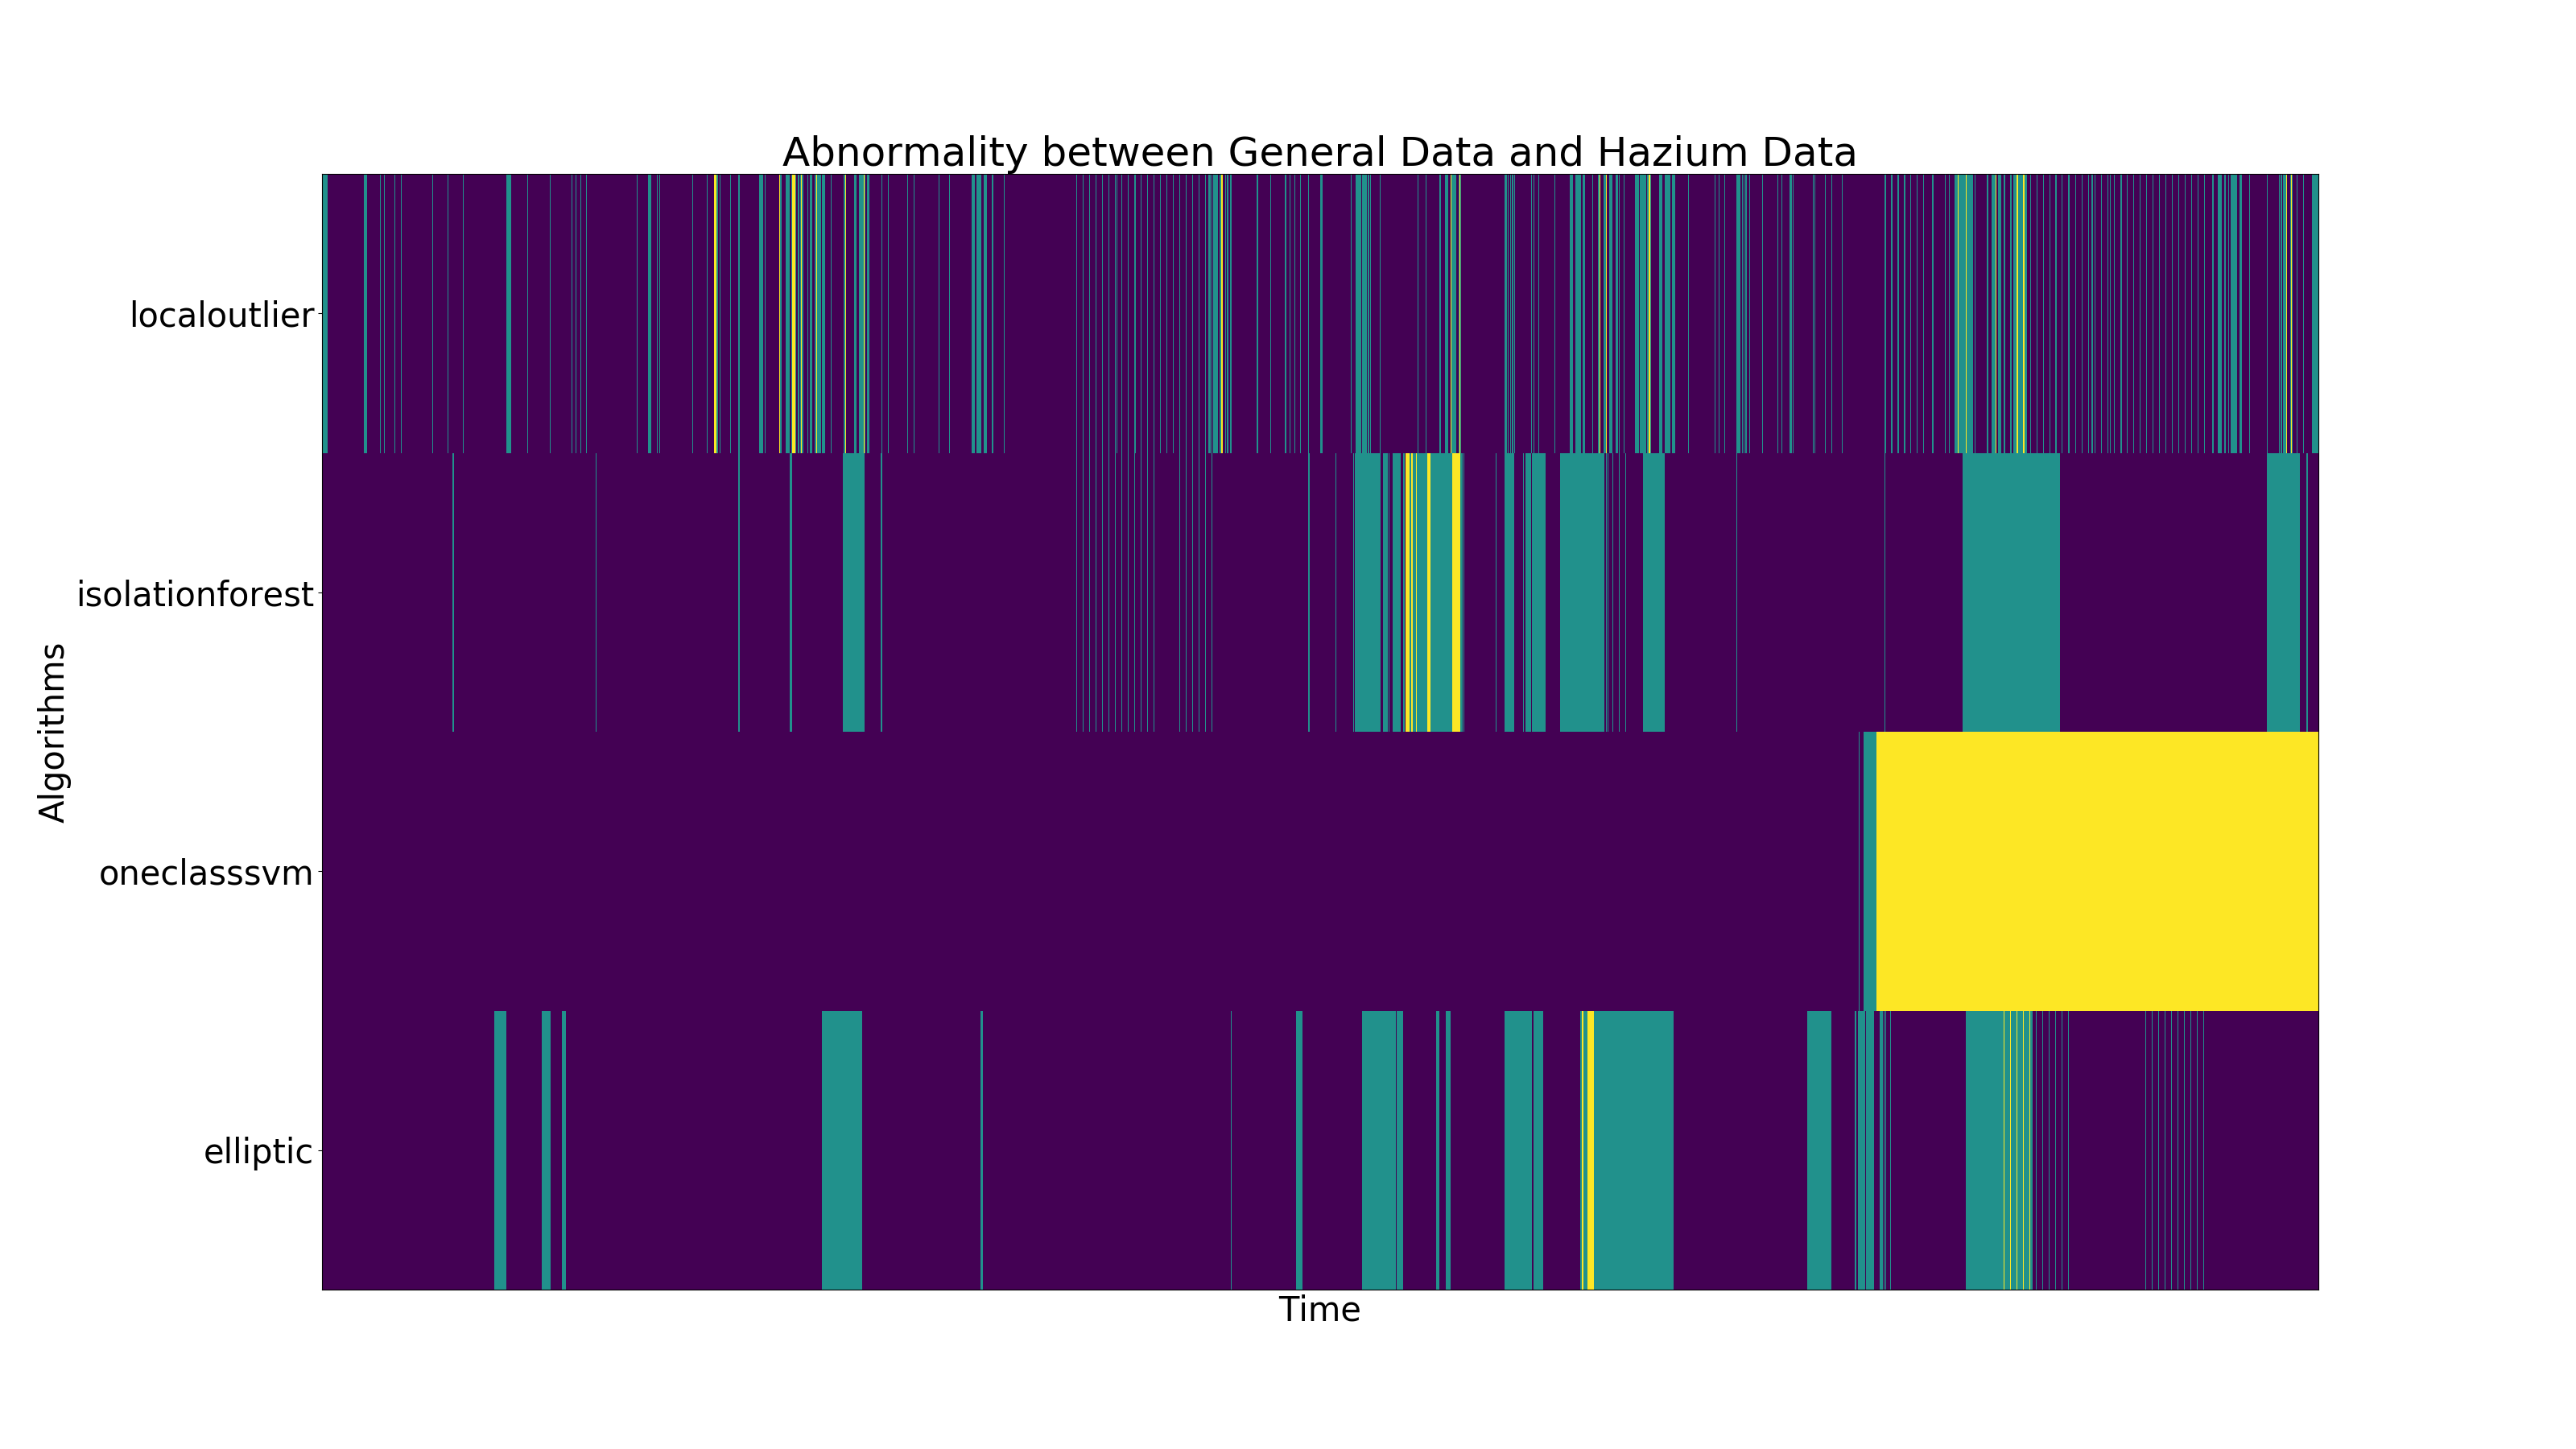 Abnormality between General Data and Hazium Data
localoutlier
isolationforest
Algorithms
oneclasssvm
elliptic
Time